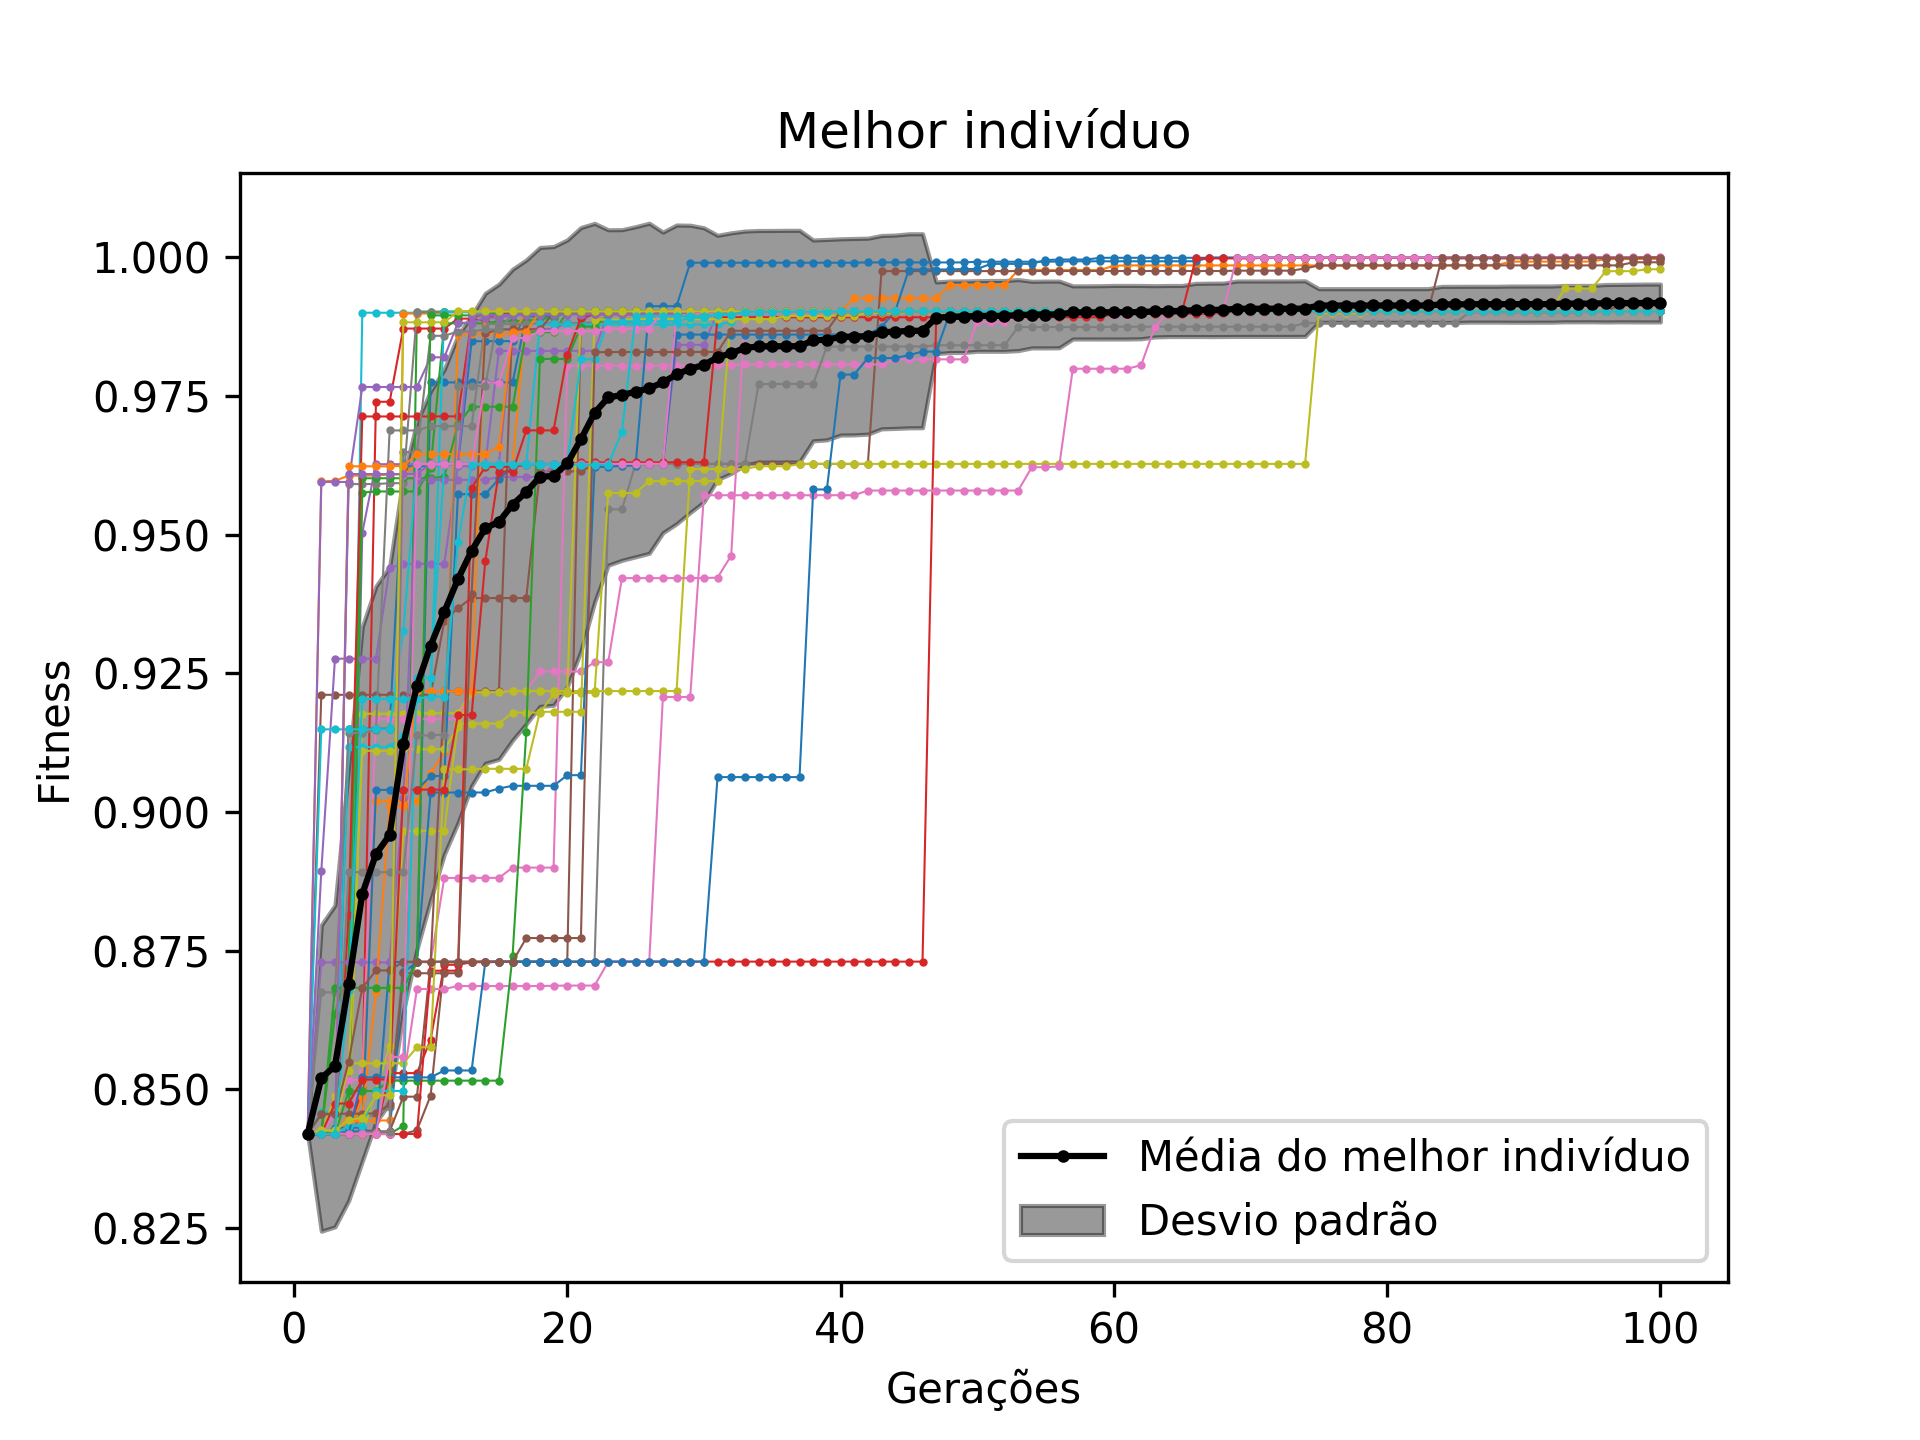 Melhor indivíduo
1.000
0.975
0.950
0.925
0.900
0.875
0.850
0.825
Fitness
0 20 40 60 80 100
Gerações
Média do melhor indivíduo
Desvio padrão